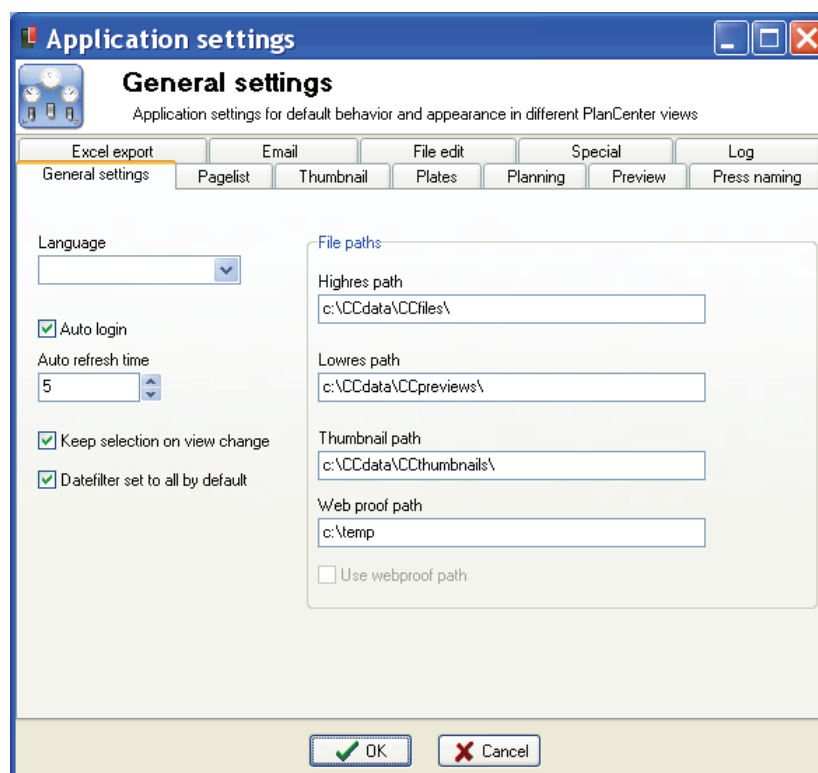 Application settings
General settings
Application settings for default behavior and appearance in different PlanCenter views
Excel export Email File edit Special Log
General settings Pagelist Thumbnail Plates Planning Preview Press naming
Language
File paths
Highres path
c:\CCdata\CCfiles\
Auto login
Auto refresh time
5
Lowres path
c:\CCdata\CCpreviews\
Keep selection on view change
Datefilter set to all by default
Thumbnail path
c:\CCdata\CCthumbnails\
Web proof path
c:\temp
Use webproof path
OK Cancel